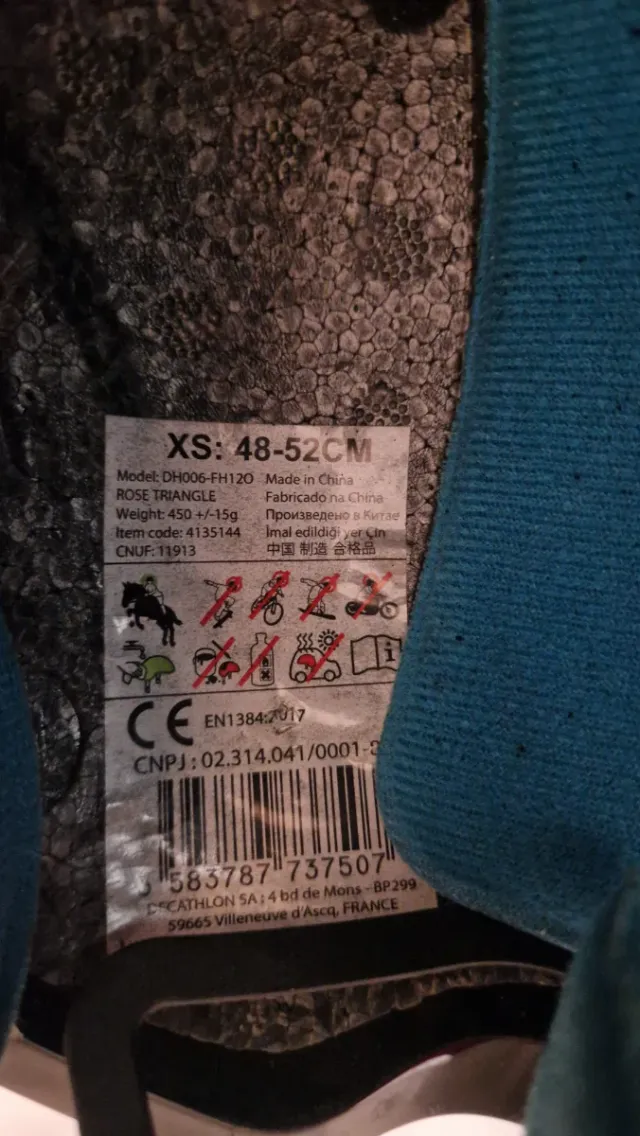 XS: 48-52CM
Model: DH006-FH12O
ROSE TRIANGLE
Weight: 450 +/-15g
Item code: 4135144
CNUF: 11913
Made in China
Fabricado na China
Произведено в Китае
İmal edildiği yer Çin
中国 制造 合格品
i
CE EN1384:2017
CNPJ: 02.314.041/0001-
583787 737507
DECATHLON SA : 4 bd de Mons - BP299
59665 Villeneuve d'Ascq, FRANCE